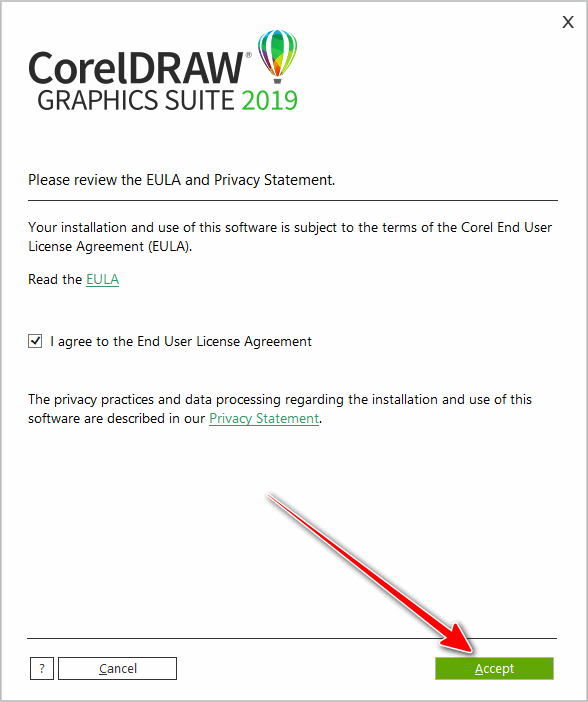 X
CorelDRAW®
GRAPHICS SUITE 2019
Please review the EULA and Privacy Statement.
Your installation and use of this software is subject to the terms of the Corel End User
License Agreement (EULA).
Read the EULA
I agree to the End User License Agreement
The privacy practices and data processing regarding the installation and use of this
software are described in our Privacy Statement.
? Cancel Accept